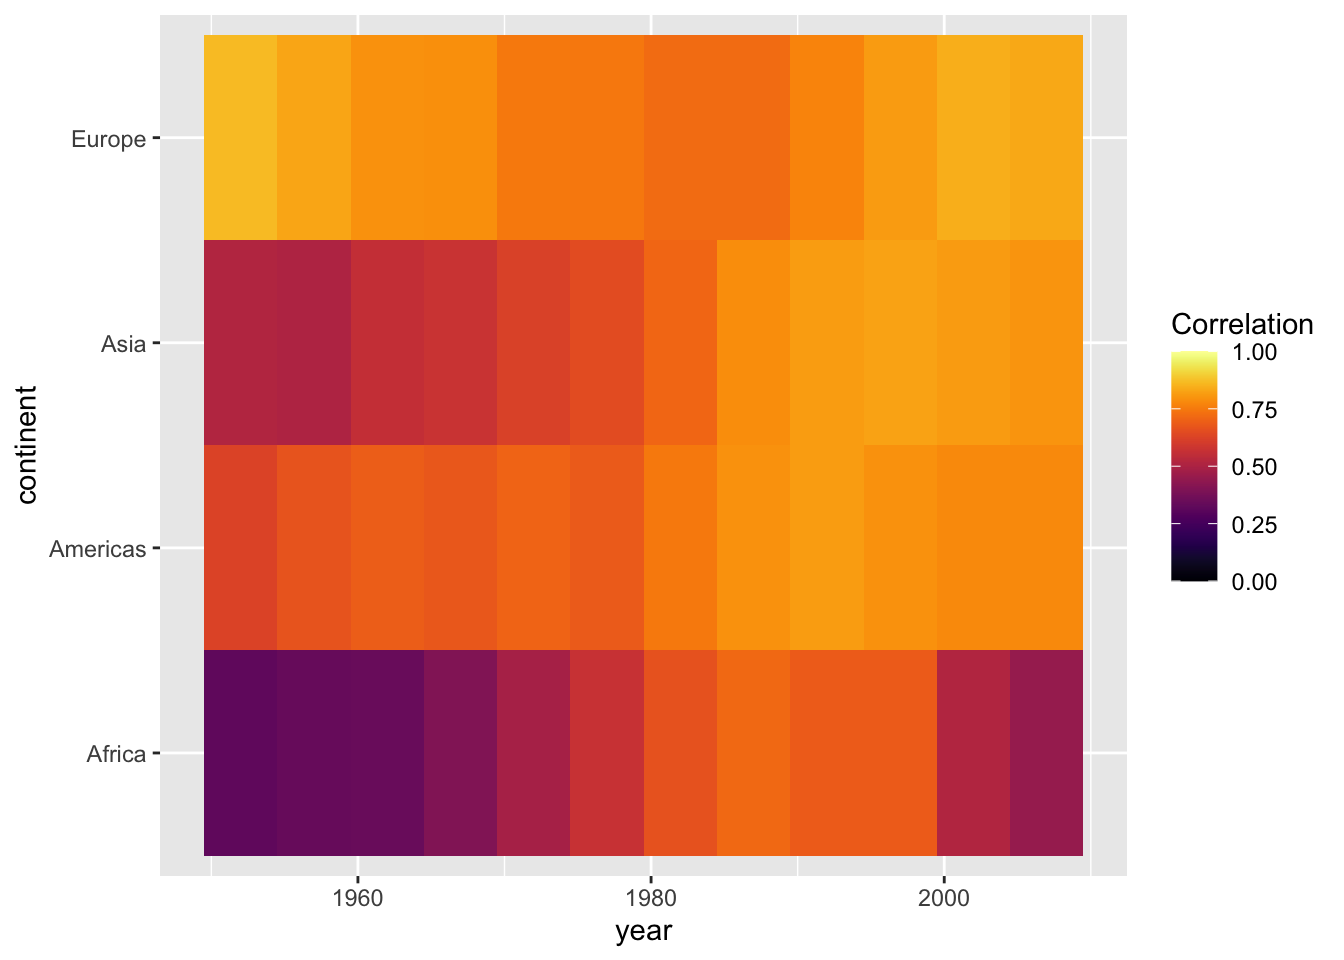 continent
Europe
Asia
Americas
Africa
1960
1980
2000
year
Correlation
1.00
0.75
0.50
0.25
0.00